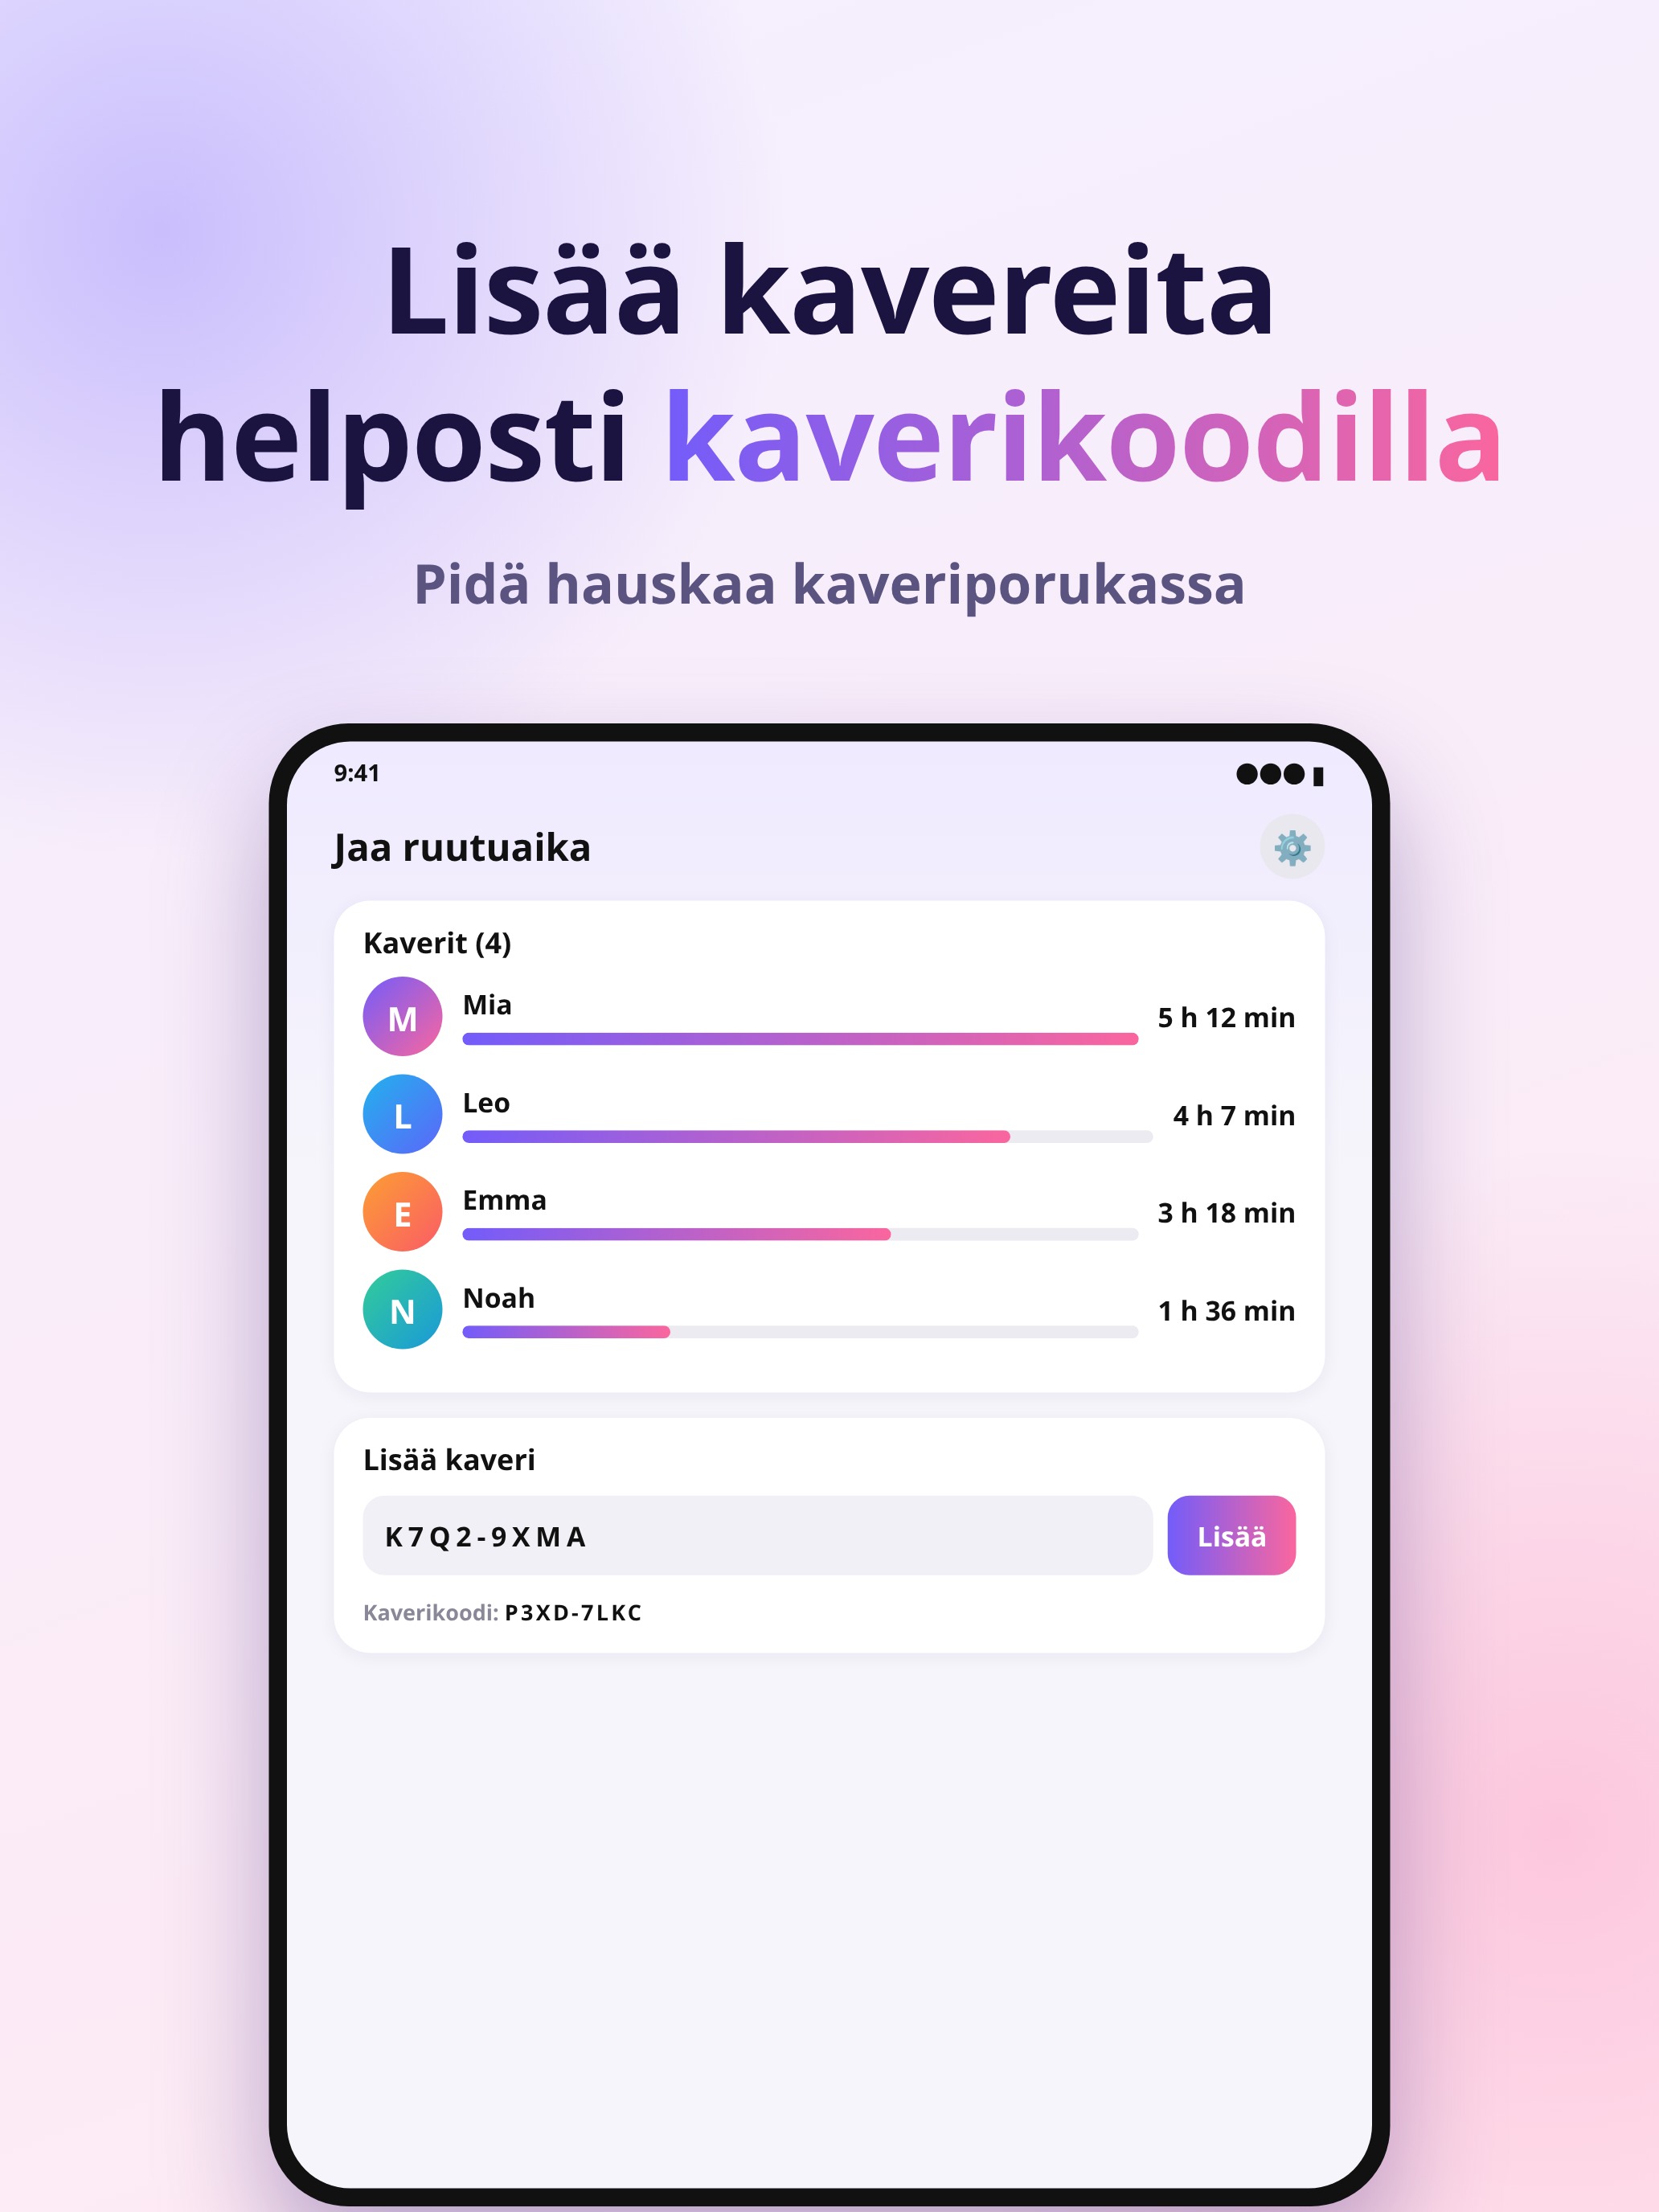 Lisää kavereita
helposti kaverikoodilla
Pidä hauskaa kaveriporukassa
9:41
Jaa ruutuaika
Kaverit (4)
M
Mia
5 h 12 min
L
Leo
4 h 7 min
E
Emma
3 h 18 min
N
Noah
1 h 36 min
Lisää kaveri
K7Q2-9XMA
Lisää
Kaverikoodi: P3XD-7LKC